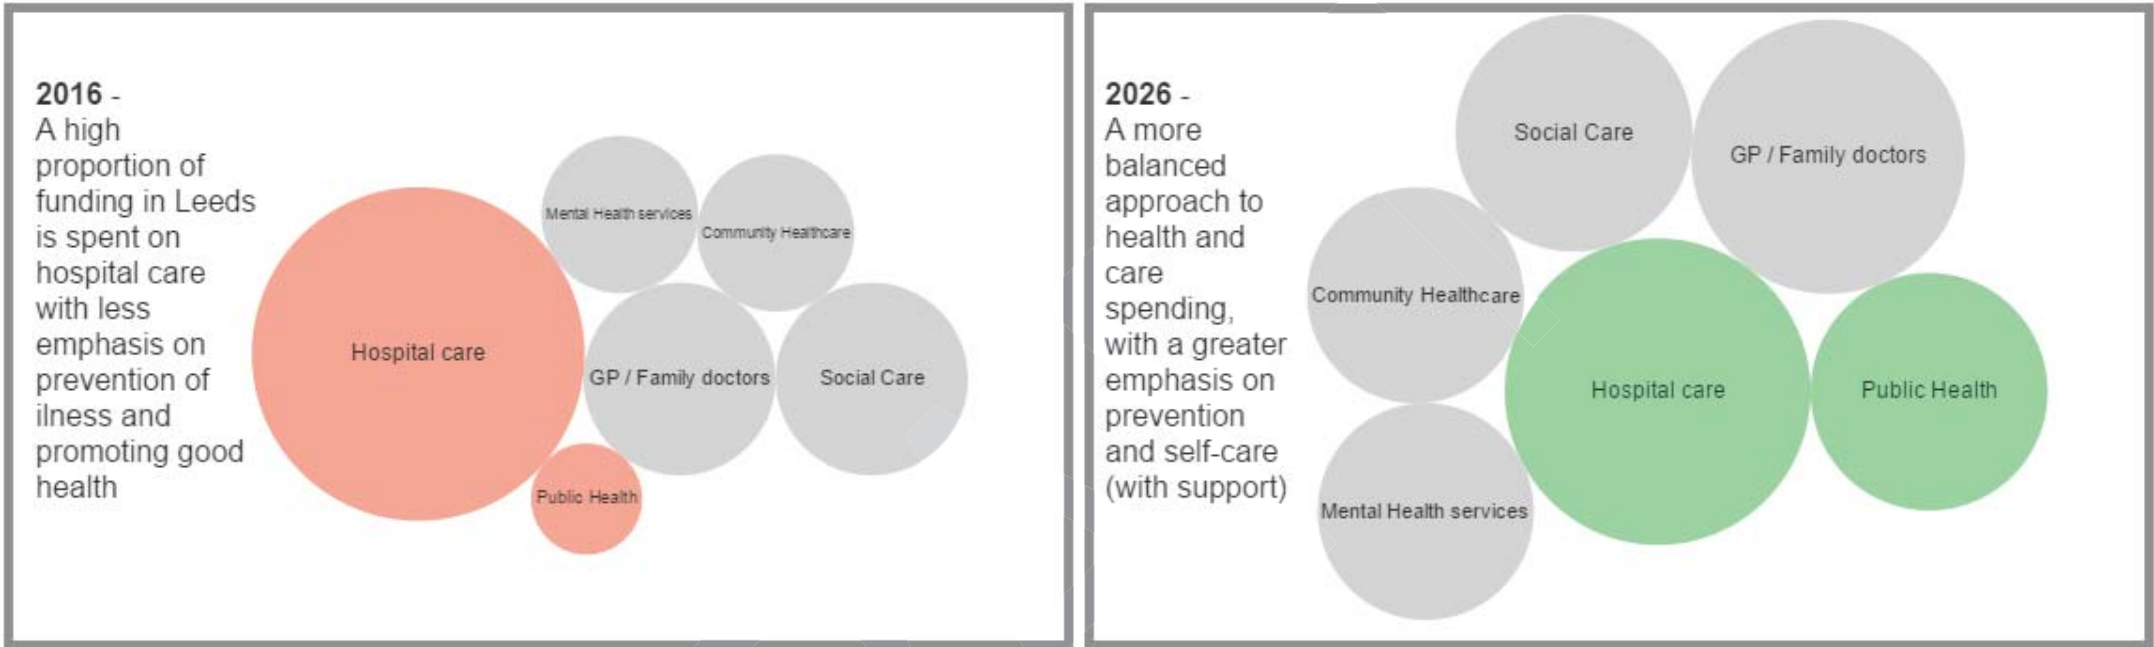 2016 -
A high
proportion of
funding in Leeds
is spent on
hospital care
with less
emphasis on
prevention of
ilness and
promoting good
health
Mental Health services
Community Healthcare
Hospital care
GP / Family doctors
Social Care
Public Health
2026 -
A more
balanced
approach to
health and
care
spending,
with a greater
emphasis on
prevention
and self-care
(with support)
Social Care
GP / Family doctors
Community Healthcare
Hospital care
Public Health
Mental Health services